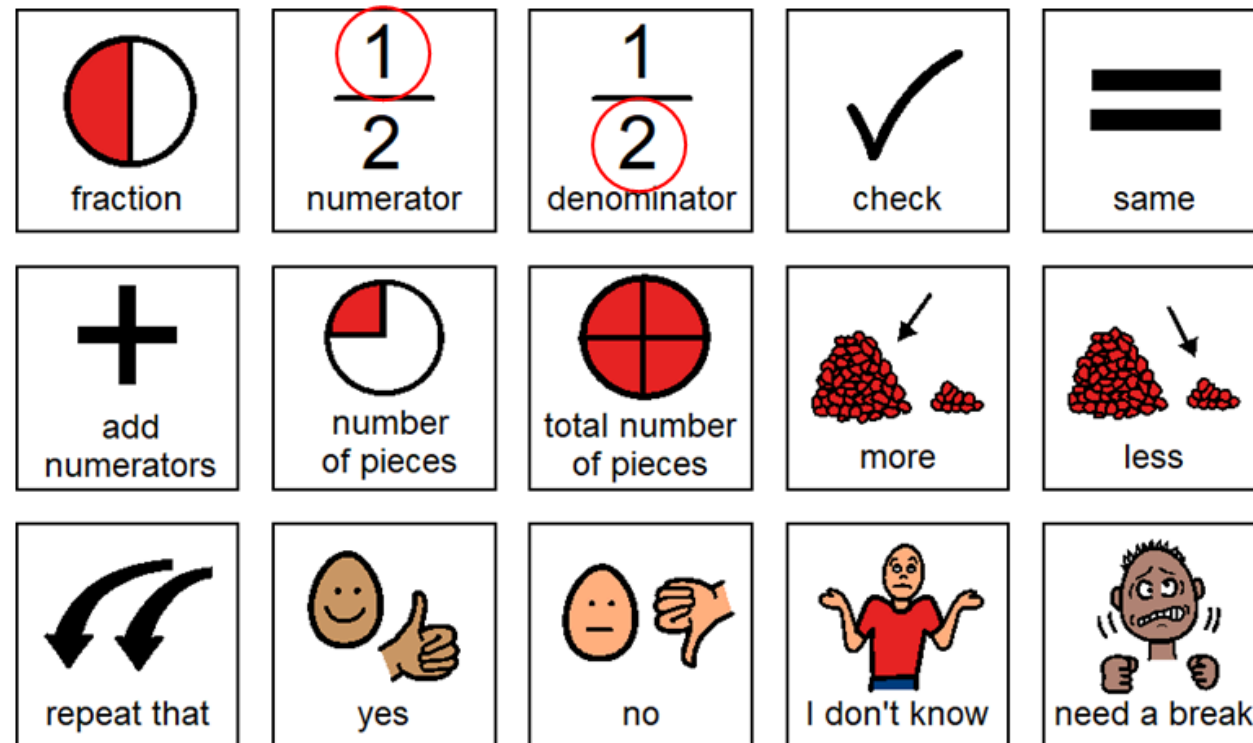 1
2
fraction
numerator
1
2
denominator
check
same
add
numerators
number
of pieces
total number
of pieces
more
less
repeat that
yes
no
I don't know
need a break